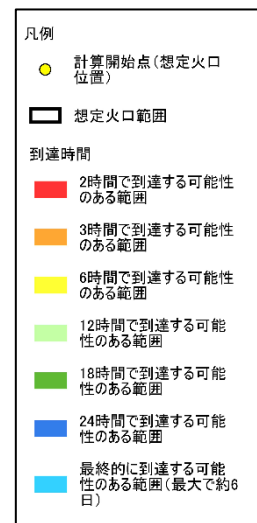 凡例
計算開始点(想定火口
位置)
想定火口範囲
到達時間
2時間で到達する可能性
のある範囲
3時間で到達する可能性
のある範囲
6時間で到達する可能性
のある範囲
12時間で到達する可能
性のある範囲
18時間で到達する可能
性のある範囲
24時間で到達する可能
性のある範囲
最終的に到達する可能
性のある範囲(最大で約6
日)